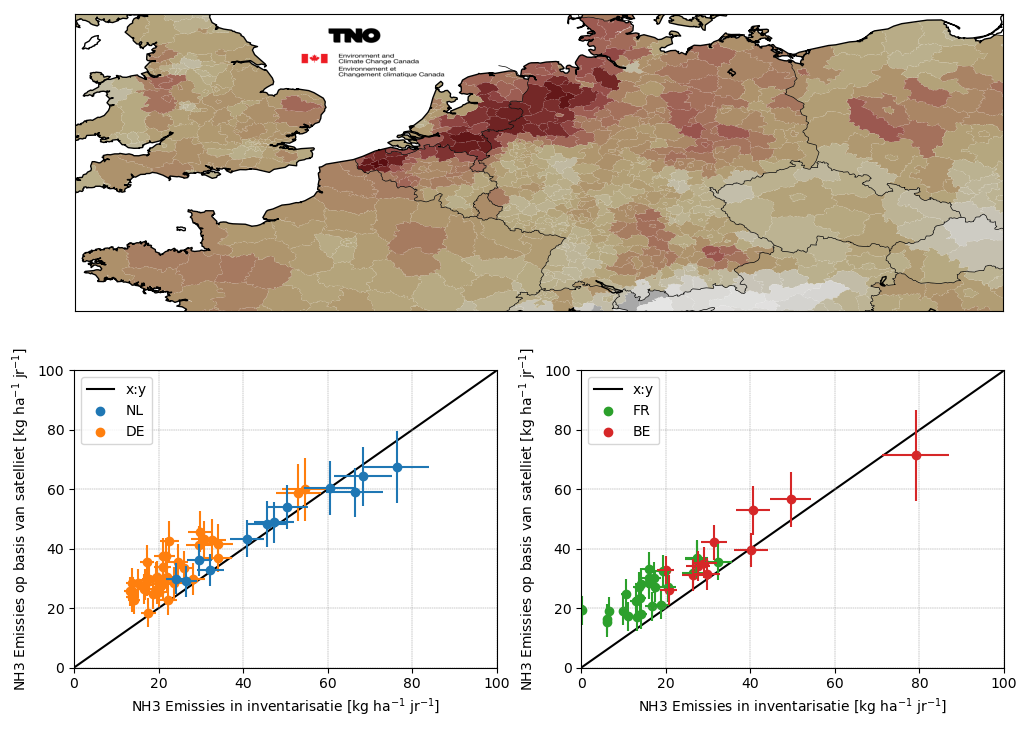 TNO
Environment and
Climate Change Canada
Environnement et
Changement climatique Canada
NH3 Emissies op basis van satelliet [kg ha⁻¹ jr⁻¹]
100
80
60
40
20
0
x:y
NL
DE
0 20 40 60 80 100
NH3 Emissies in inventarisatie [kg ha⁻¹ jr⁻¹]
NH3 Emissies op basis van satelliet [kg ha⁻¹ jr⁻¹]
100
80
60
40
20
0
x:y
FR
BE
0 20 40 60 80 100
NH3 Emissies in inventarisatie [kg ha⁻¹ jr⁻¹]